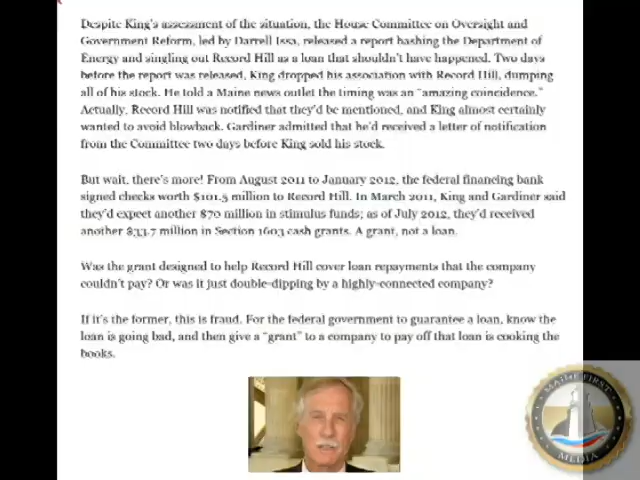 Despite King's assessment of the situation, the House Committee on Oversight and
Government Reform, led by Darrell Issa, released a report bashing the Department of
Energy and singling out Record Hill as a loan that shouldn't have happened. Two days
before the report was released, King dropped his association with Record Hill, dumping
all of his stock. He told a Maine news outlet the timing was an "amazing coincidence."
Actually, Record Hill was notified that they'd be mentioned, and King almost certainly
wanted to avoid blowback. Gardiner admitted that he'd received a letter of notification
from the Committee two days before King sold his stock.
But wait, there's more! From August 2011 to January 2012, the federal financing bank
signed checks worth $101.5 million to Record Hill. In March 2011, King and Gardiner said
they'd expect another $70 million in stimulus funds; as of July 2012, they'd received
another $33.7 million in Section 1603 cash grants. A grant, not a loan.
Was the grant designed to help Record Hill cover loan repayments that the company
couldn't pay? Or was it just double-dipping by a highly-connected company?
If it's the former, this is fraud. For the federal government to guarantee a loan, know the
loan is going bad, and then give a "grant" to a company to pay off that loan is cooking the
books.
MAINE FIRST
MEDIA